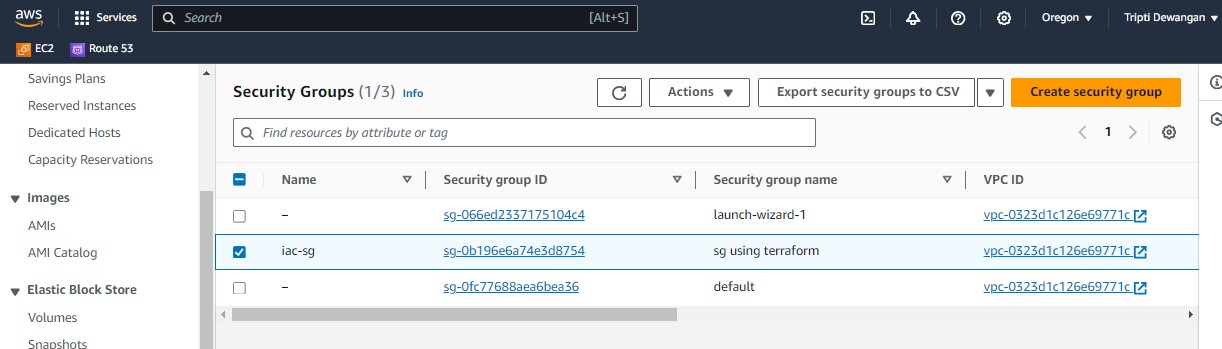 aws Services Search [Alt+S] Oregon Tripti Dewangan
EC2 Route 53
Savings Plans
Reserved Instances
Dedicated Hosts
Capacity Reservations
Images
AMIs
AMI Catalog
Elastic Block Store
Volumes
Snapshots
Security Groups (1/3) Info Actions Export security groups to CSV Create security group
Find resources by attribute or tag 1
Name Security group ID Security group name VPC ID
– sg-066ed2337175104c4 launch-wizard-1 vpc-0323d1c126e69771c
iac-sg sg-0b196e6a74e3d8754 sg using terraform vpc-0323d1c126e69771c
– sg-0fc77688aea6bea36 default vpc-0323d1c126e69771c